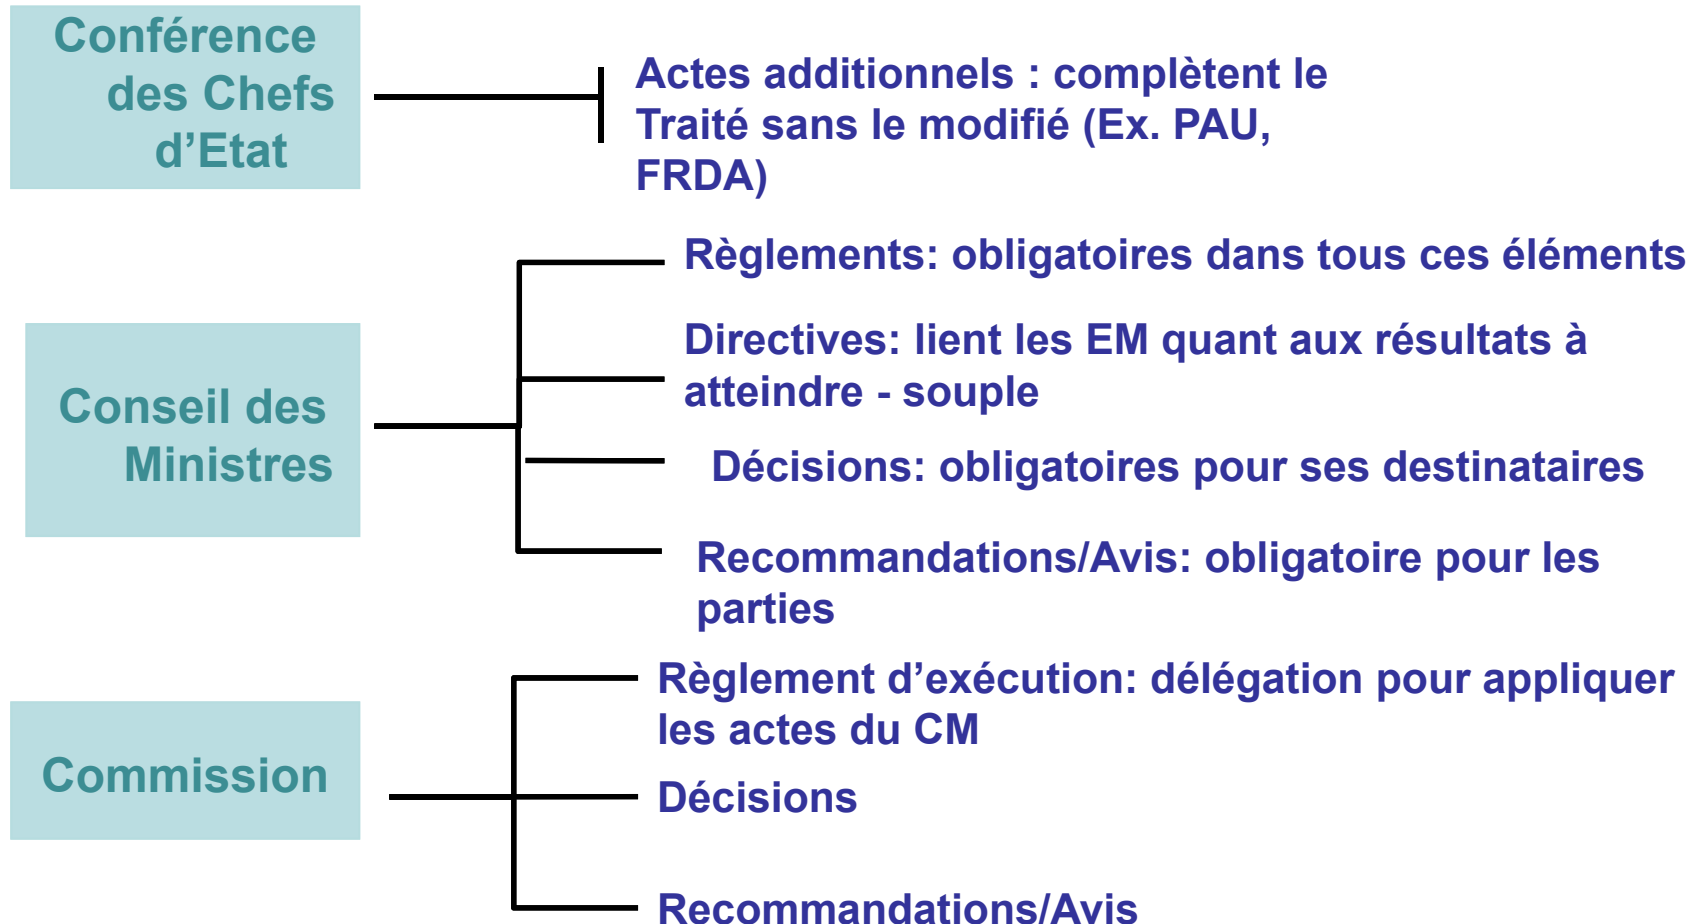 Conférence
des Chefs
d’Etat
Actes additionnels : complètent le
Traité sans le modifié (Ex. PAU,
FRDA)
Règlements: obligatoires dans tous ces éléments
Directives: lient les EM quant aux résultats à
atteindre - souple
Conseil des
Ministres
Décisions: obligatoires pour ses destinataires
Recommandations/Avis: obligatoire pour les
parties
Règlement d’exécution: délégation pour appliquer
les actes du CM
Commission
Décisions
Recommandations/Avis